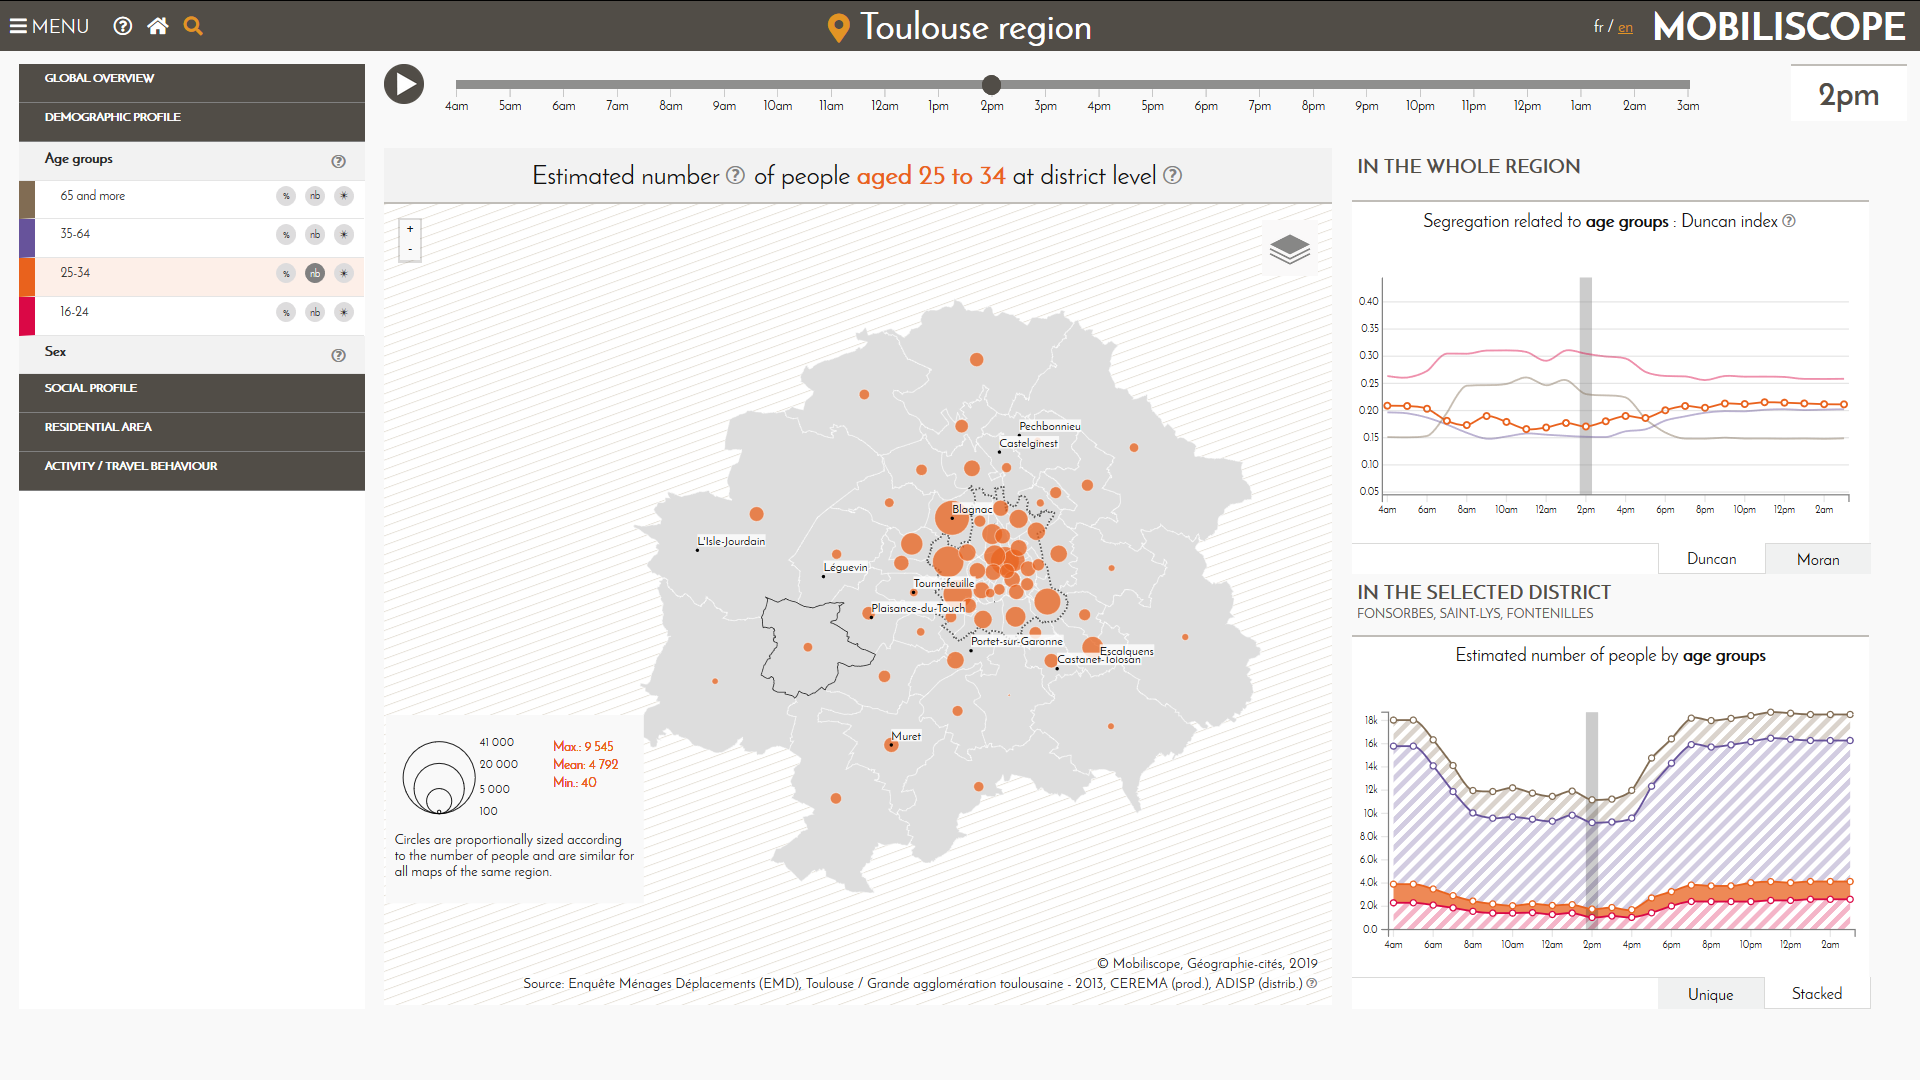 MENU
Toulouse region
fr / en
MOBILISCOPE
GLOBAL OVERVIEW
DEMOGRAPHIC PROFILE
Age groups
65 and more
% nb
35-64
% nb
25-34
% nb
16-24
% nb
Sex
SOCIAL PROFILE
RESIDENTIAL AREA
ACTIVITY / TRAVEL BEHAVIOUR
4am 5am 6am 7am 8am 9am 10am 11am 12am 1pm 2pm 3pm 4pm 5pm 6pm 7pm 8pm 9pm 10pm 11pm 12pm 1am 2am 3am
2pm
Estimated number ? of people aged 25 to 34 at district level ?
+
-
Pechbonnieu
Castelginest
Blagnac
L'Isle-Jourdain
Léguevin
Tournefeuille
Plaisance-du-Touch
Portet-sur-Garonne
Escalquens
Castanet-Tolosan
Muret
41 000
20 000
5 000
100
Max.: 9 545
Mean: 4 792
Min.: 40
Circles are proportionally sized according
to the number of people and are similar for
all maps of the same region.
© Mobiliscope, Géographie-cités, 2019
Source: Enquête Ménages Déplacements (EMD), Toulouse / Grande agglomération toulousaine - 2013, CEREMA (prod.), ADISP (distrib.) ?
IN THE WHOLE REGION
Segregation related to age groups : Duncan index ?
0.40
0.35
0.30
0.25
0.20
0.15
0.10
0.05
4am 6am 8am 10am 12am 2pm 4pm 6pm 8pm 10pm 12pm 2am
Duncan
Moran
IN THE SELECTED DISTRICT
FONSORBES, SAINT-LYS, FONTENILLES
Estimated number of people by age groups
18k
16k
14k
12k
10k
8.0k
6.0k
4.0k
2.0k
0.0
4am 6am 8am 10am 12am 2pm 4pm 6pm 8pm 10pm 12pm 2am
Unique
Stacked